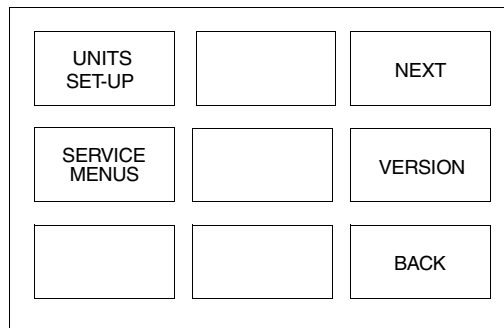 UNITS
SET-UP
NEXT
SERVICE
MENUS
VERSION
BACK